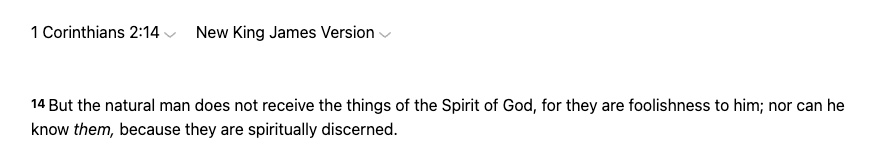 1 Corinthians 2:14 New King James Version
14 But the natural man does not receive the things of the Spirit of God, for they are foolishness to him; nor can he
know them, because they are spiritually discerned.